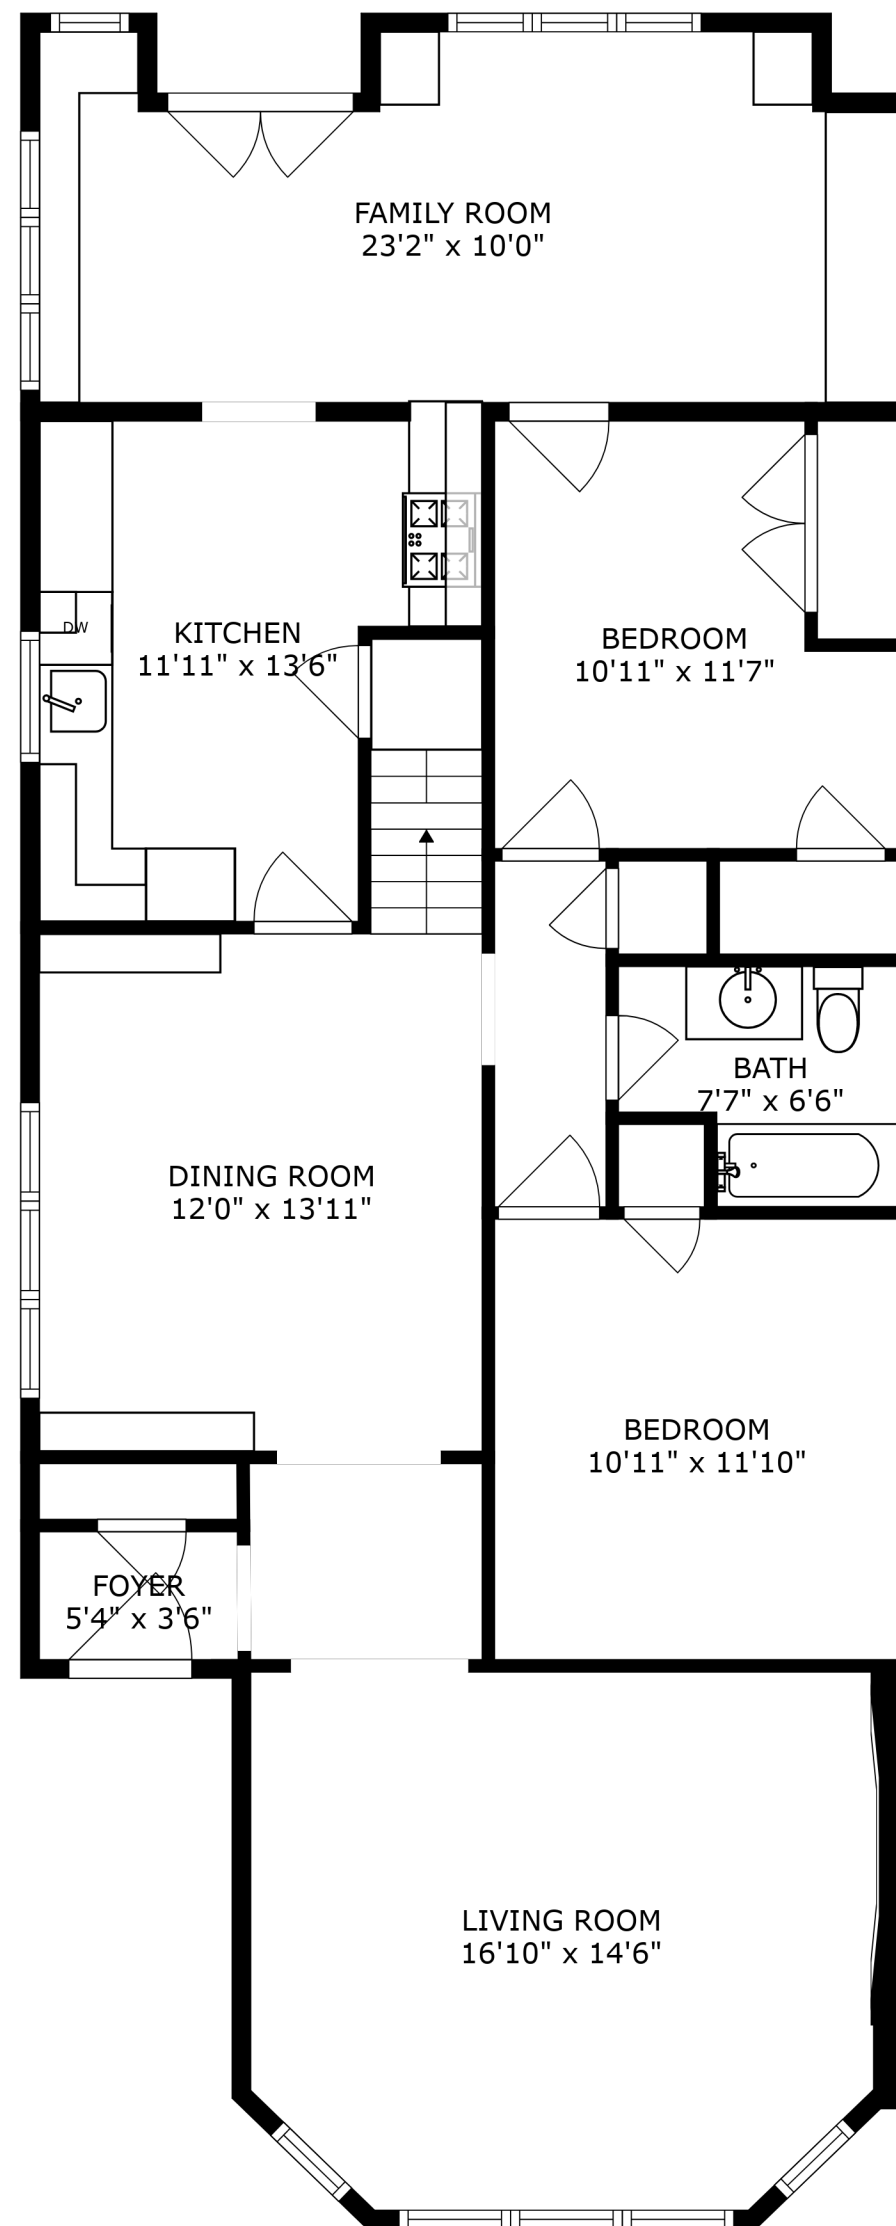 FAMILY ROOM
23'2" x 10'0"
KITCHEN
11'11" x 13'6"
DW
BEDROOM
10'11" x 11'7"
BATH
7'7" x 6'6"
DINING ROOM
12'0" x 13'11"
BEDROOM
10'11" x 11'10"
FOYER
5'4" x 3'6"
LIVING ROOM
16'10" x 14'6"